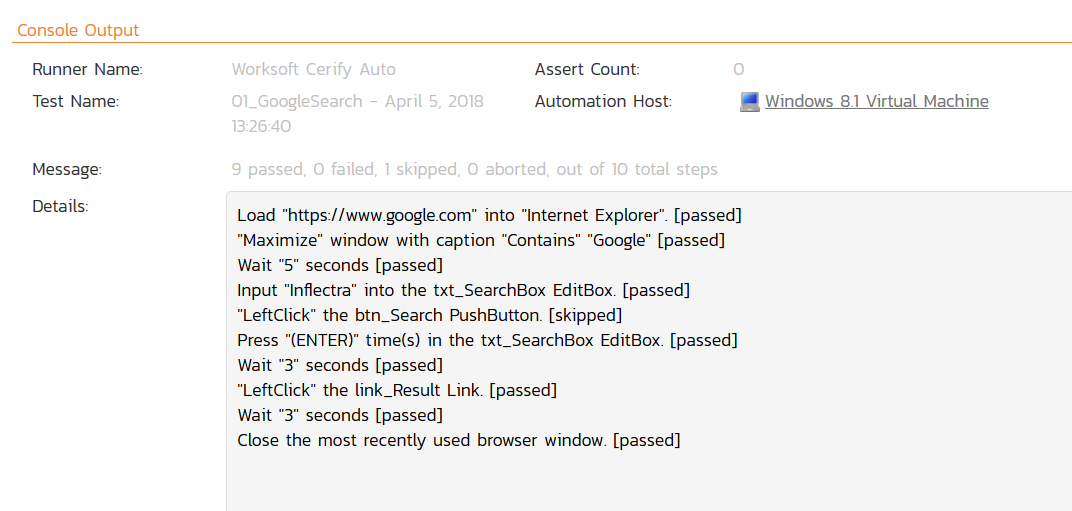 Console Output
Runner Name: Worksoft Cerify Auto Assert Count: 0
Test Name: 01_GoogleSearch - April 5, 2018 Automation Host: Windows 8.1 Virtual Machine
13:26:40
Message: 9 passed, 0 failed, 1 skipped, 0 aborted, out of 10 total steps
Details:
Load "https://www.google.com" into "Internet Explorer". [passed]
"Maximize" window with caption "Contains" "Google" [passed]
Wait "5" seconds [passed]
Input "Inflectra" into the txt_SearchBox EditBox. [passed]
"LeftClick" the btn_Search PushButton. [skipped]
Press "(ENTER)" time(s) in the txt_SearchBox EditBox. [passed]
Wait "3" seconds [passed]
"LeftClick" the link_Result Link. [passed]
Wait "3" seconds [passed]
Close the most recently used browser window. [passed]